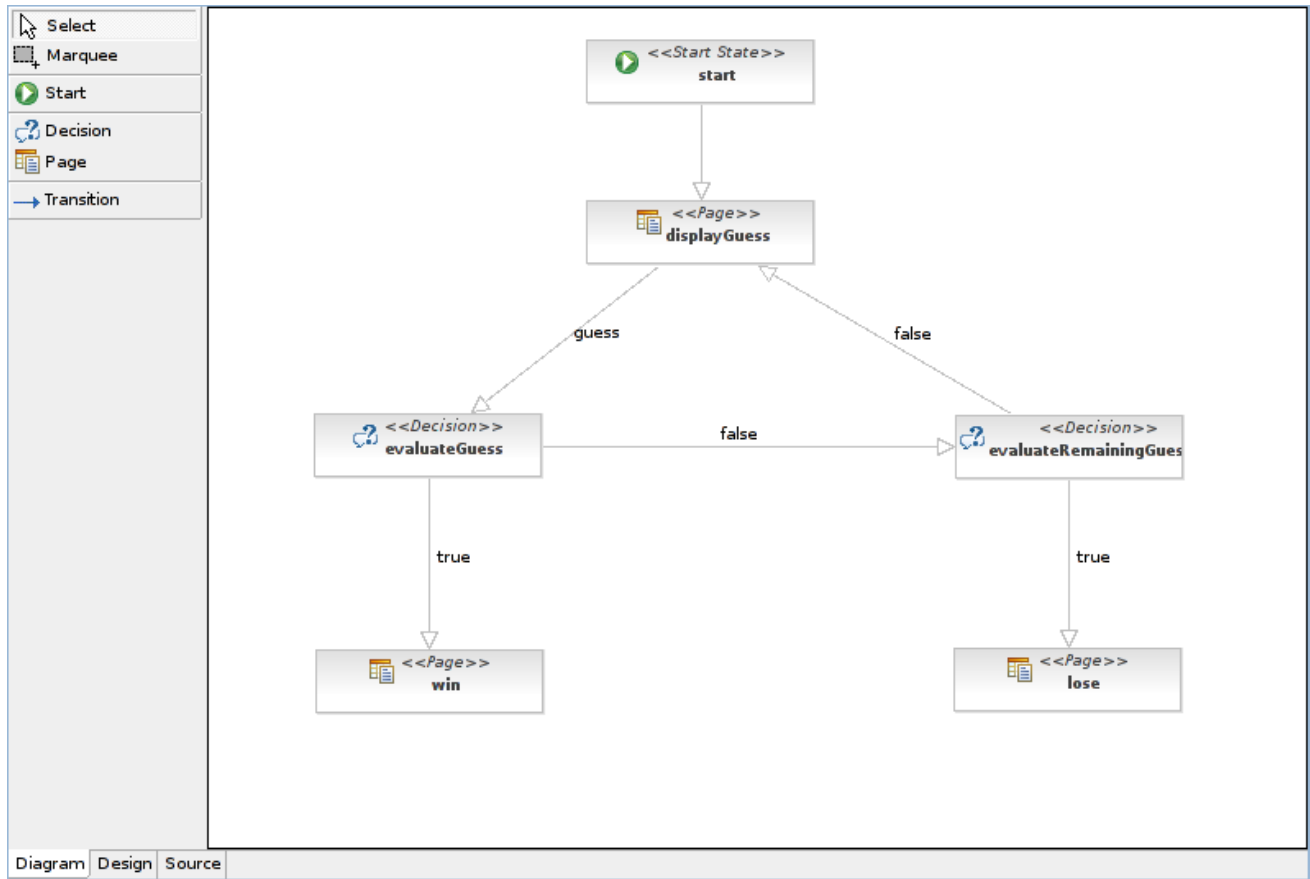 Select
Marquee
Start
Decision
Page
Transition
<<Start State>>
start
<<Page>>
displayGuess
guess
false
<<Decision>>
evaluateGuess
false
<<Decision>>
evaluateRemainingGues
true
true
<<Page>>
win
<<Page>>
lose
Diagram Design Source